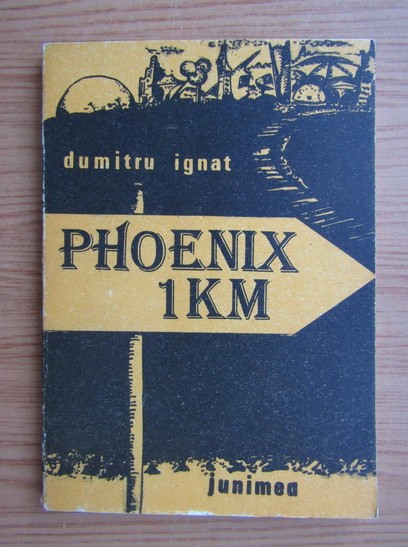 dumitru ignat
PHOENIX
1KM
junimea